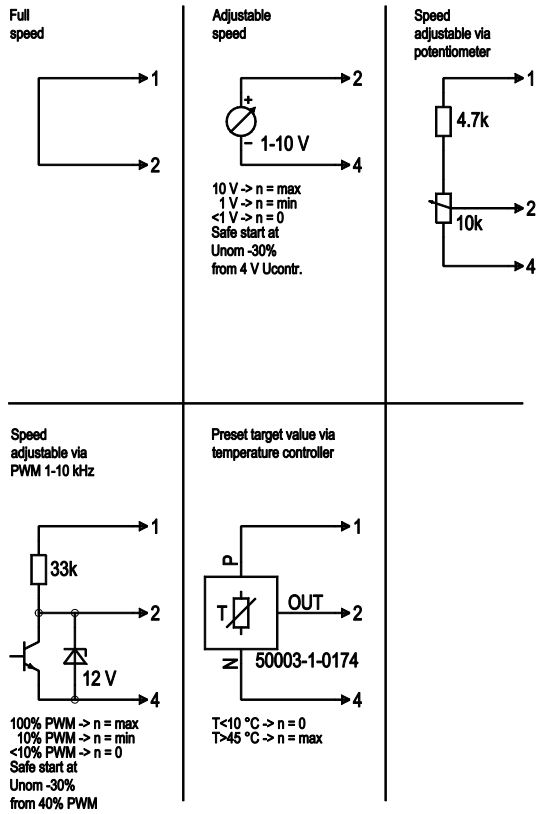 Full
speed
1
2
Adjustable
speed
2
+
1-10 V
−
4
10 V -> n = max
1 V -> n = min
<1 V -> n = 0
Safe start at
Unom -30%
from 4 V Ucontr.
Speed
adjustable via
potentiometer
1
4.7k
2
10k
4
Speed
adjustable via
PWM 1-10 kHz
1
33k
2
12 V
4
100% PWM -> n = max
10% PWM -> n = min
<10% PWM -> n = 0
Safe start at
Unom -30%
from 40% PWM
Preset target value via
temperature controller
1
P
OUT
2
T
N
50003-1-0174
4
T<10 °C -> n = 0
T>45 °C -> n = max